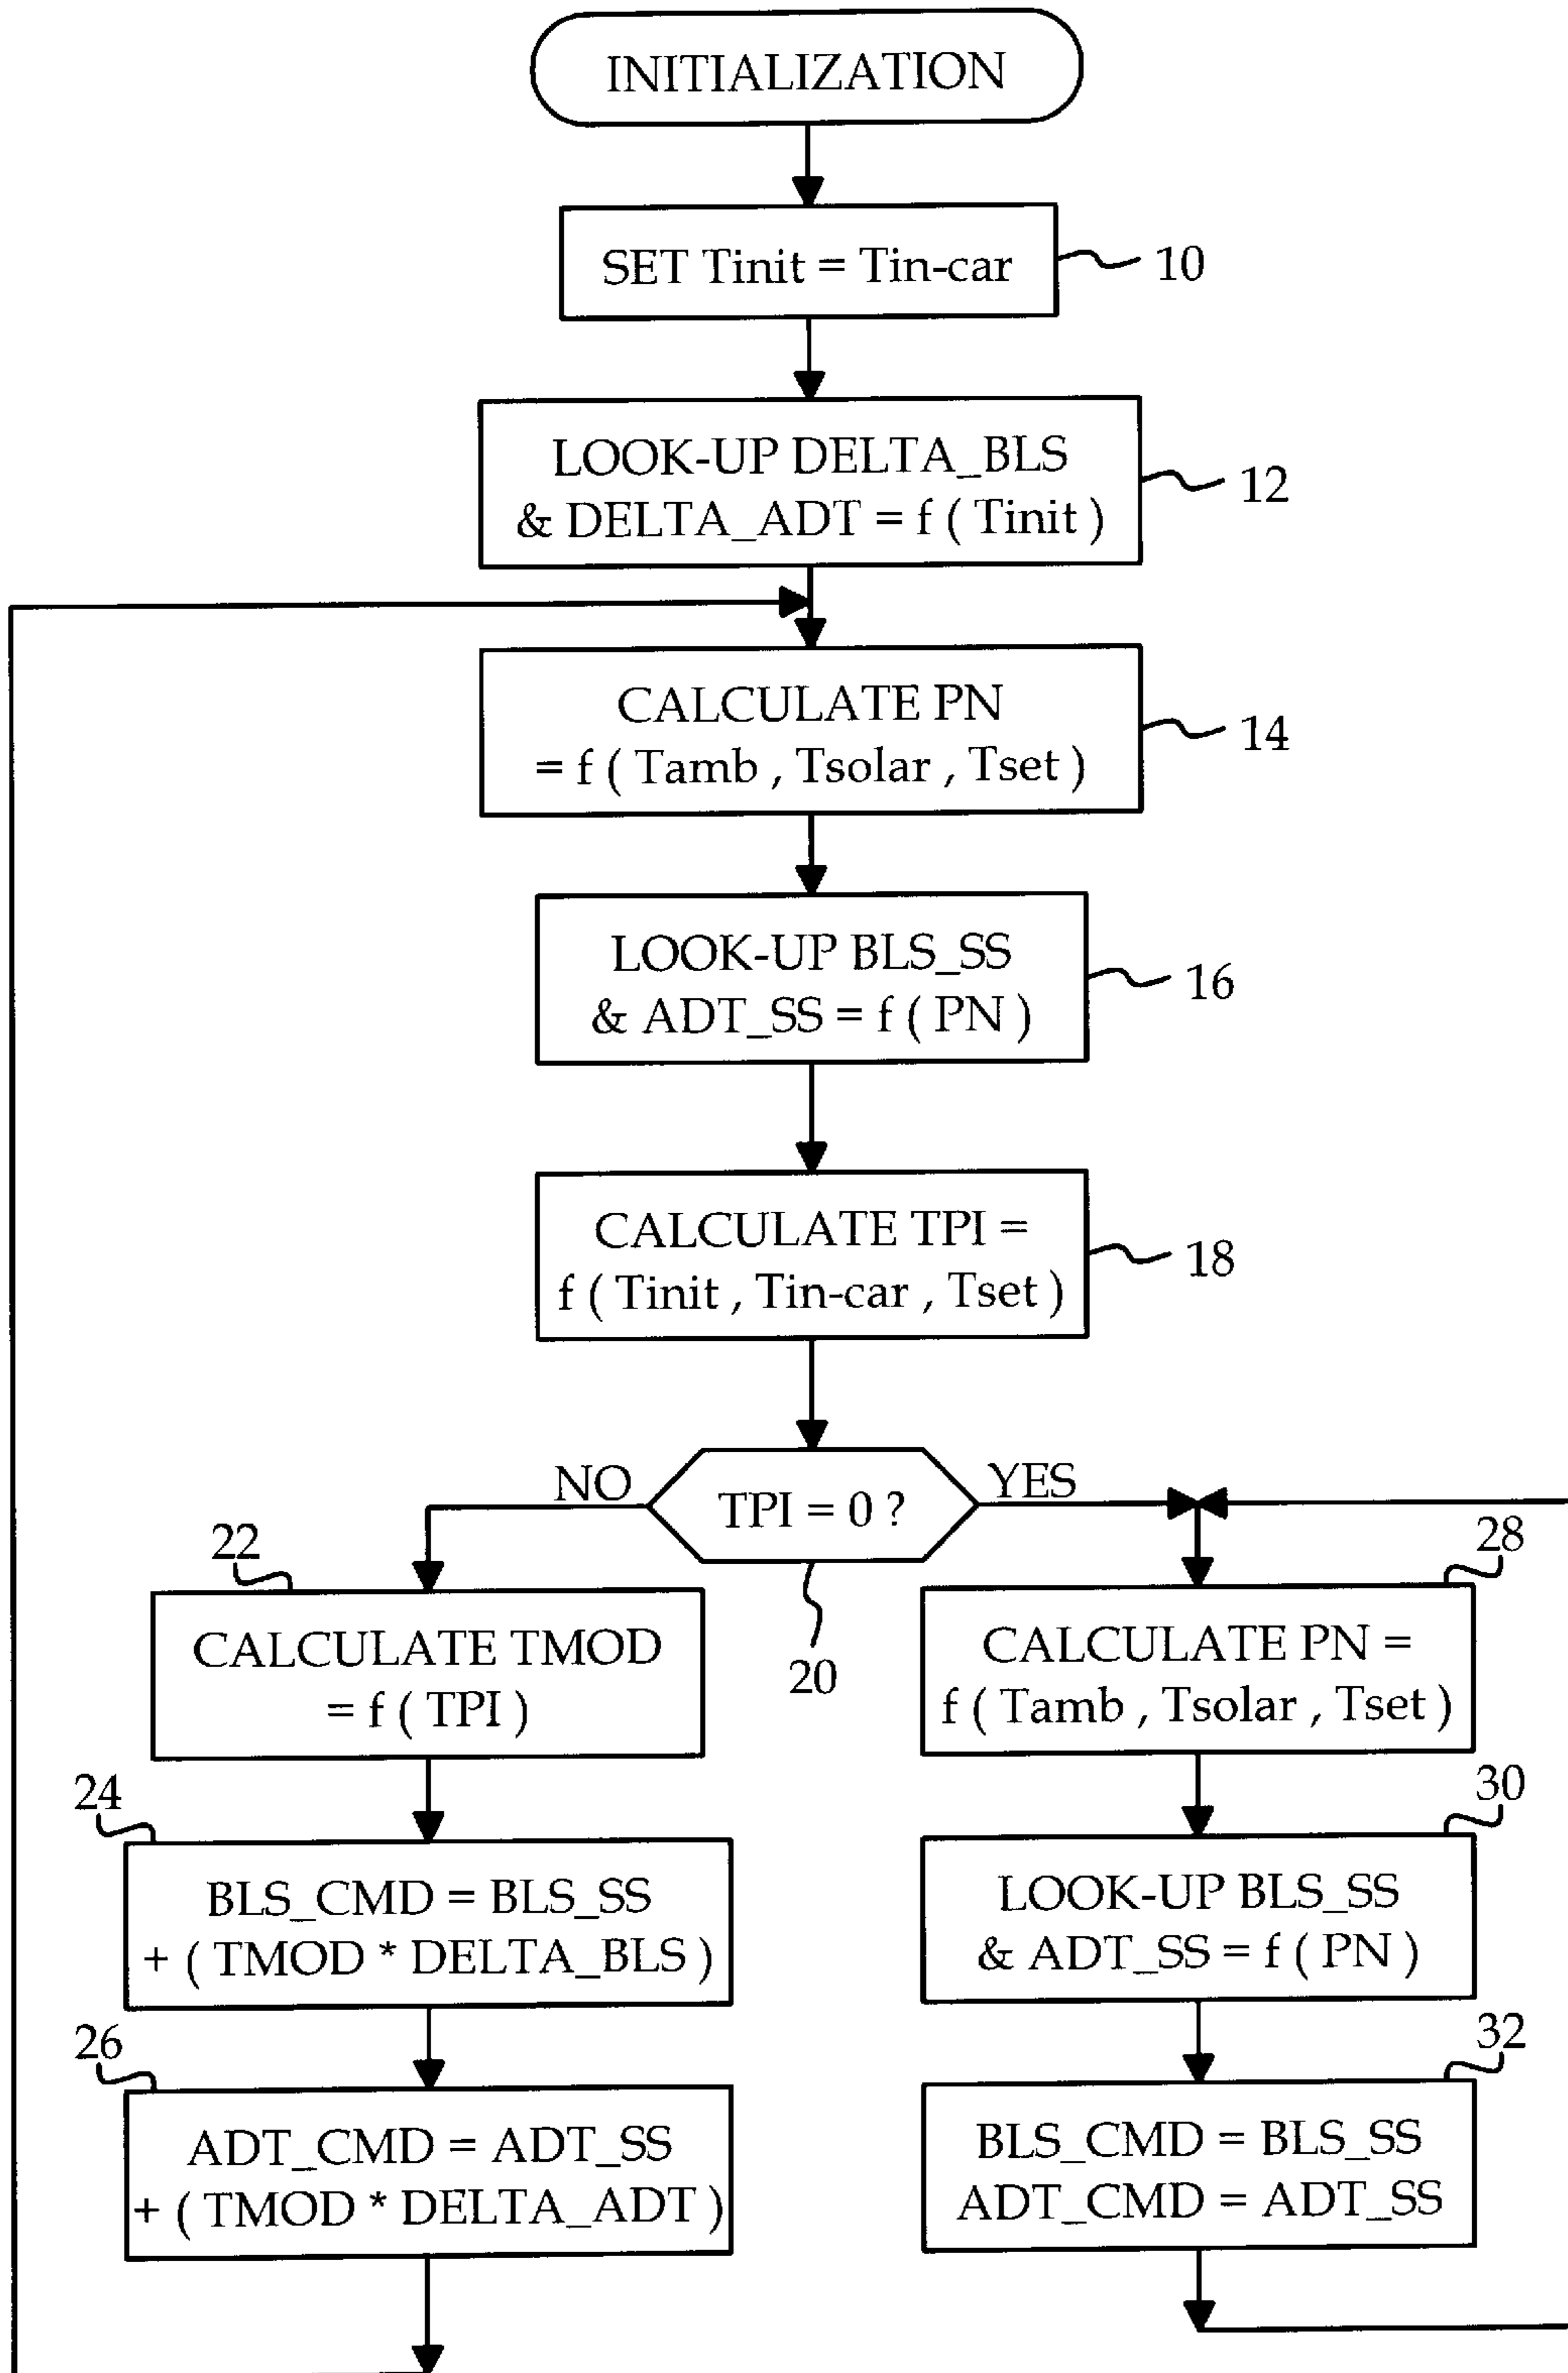 INITIALIZATION
SET Tinit = Tin-car
10
LOOK-UP DELTA_BLS
& DELTA_ADT = f ( Tinit )
12
CALCULATE PN
= f ( Tamb , Tsolar , Tset )
14
LOOK-UP BLS_SS
& ADT_SS = f ( PN )
16
CALCULATE TPI =
f ( Tinit , Tin-car , Tset )
18
NO
TPI = 0 ?
YES
20
22
CALCULATE TMOD
= f ( TPI )
24
BLS_CMD = BLS_SS
+ ( TMOD * DELTA_BLS )
26
ADT_CMD = ADT_SS
+ ( TMOD * DELTA_ADT )
28
CALCULATE PN =
f ( Tamb , Tsolar , Tset )
30
LOOK-UP BLS_SS
& ADT_SS = f ( PN )
32
BLS_CMD = BLS_SS
ADT_CMD = ADT_SS